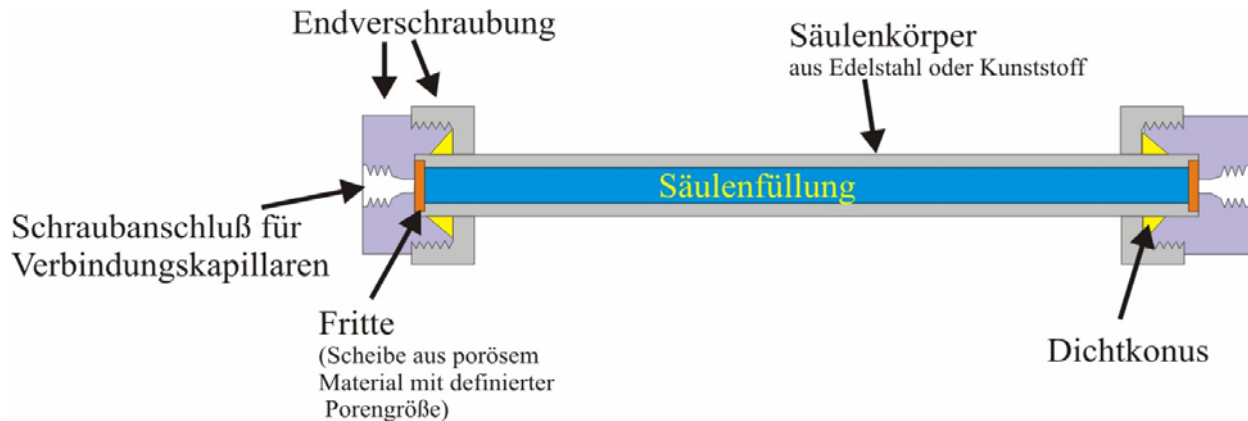 Endverschraubung
Säulenkörper
aus Edelstahl oder Kunststoff
Säulenfüllung
Schraubanschluß für
Verbindungskapillaren
Fritte
(Scheibe aus porösem
Material mit definierter
Porengröße)
Dichtkonus